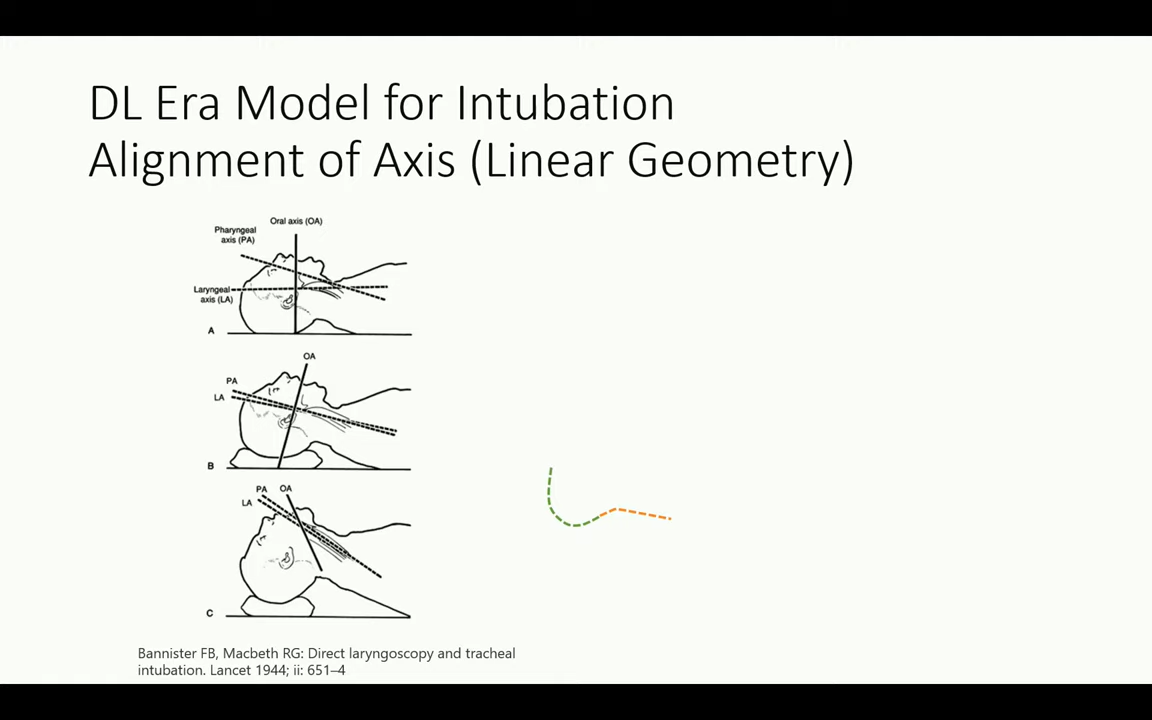 DL Era Model for Intubation
Alignment of Axis (Linear Geometry)
Oral axis (OA)
Pharyngeal
axis (PA)
Laryngeal
axis (LA)
A
OA
PA
LA
B
PA OA
LA
C
Bannister FB, Macbeth RG: Direct laryngoscopy and tracheal
intubation. Lancet 1944; ii: 651–4